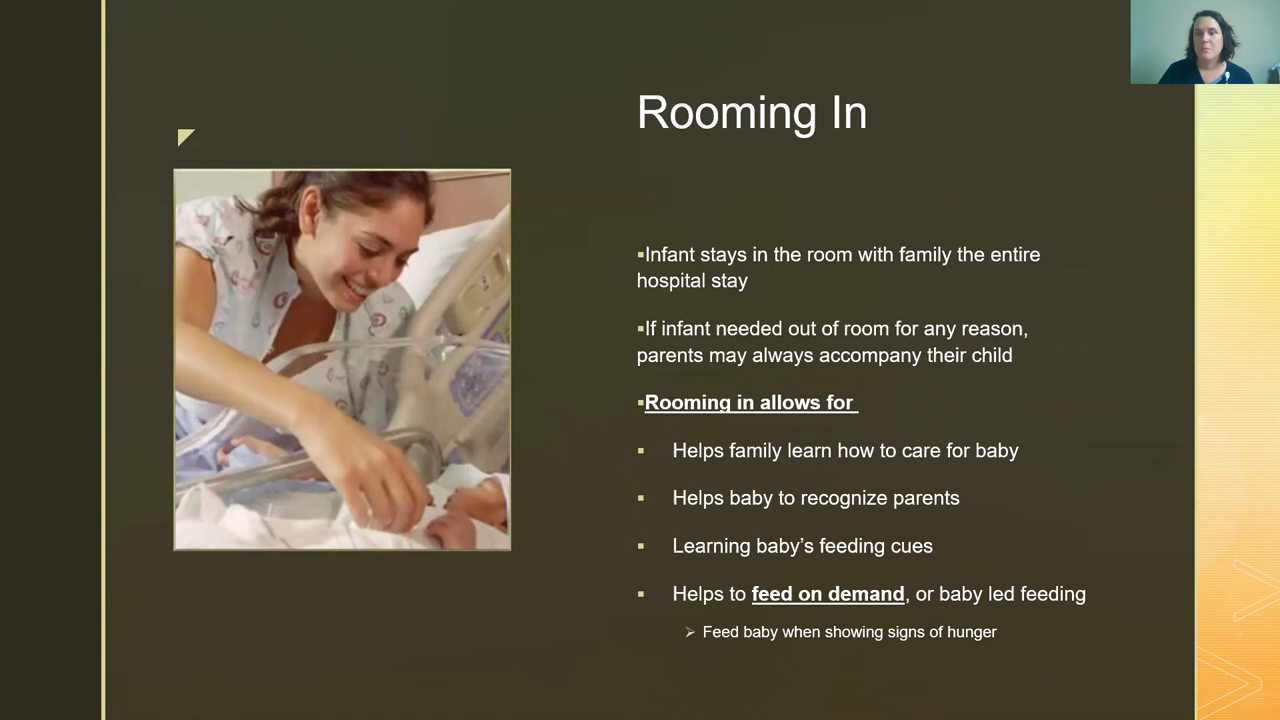 Rooming In
▪Infant stays in the room with family the entire
hospital stay
▪If infant needed out of room for any reason,
parents may always accompany their child
▪Rooming in allows for
▪ Helps family learn how to care for baby
▪ Helps baby to recognize parents
▪ Learning baby’s feeding cues
▪ Helps to feed on demand, or baby led feeding
➢ Feed baby when showing signs of hunger